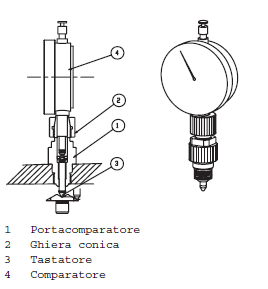 4
2
1
3
1 Portacomparatore
2 Ghiera conica
3 Tastatore
4 Comparatore